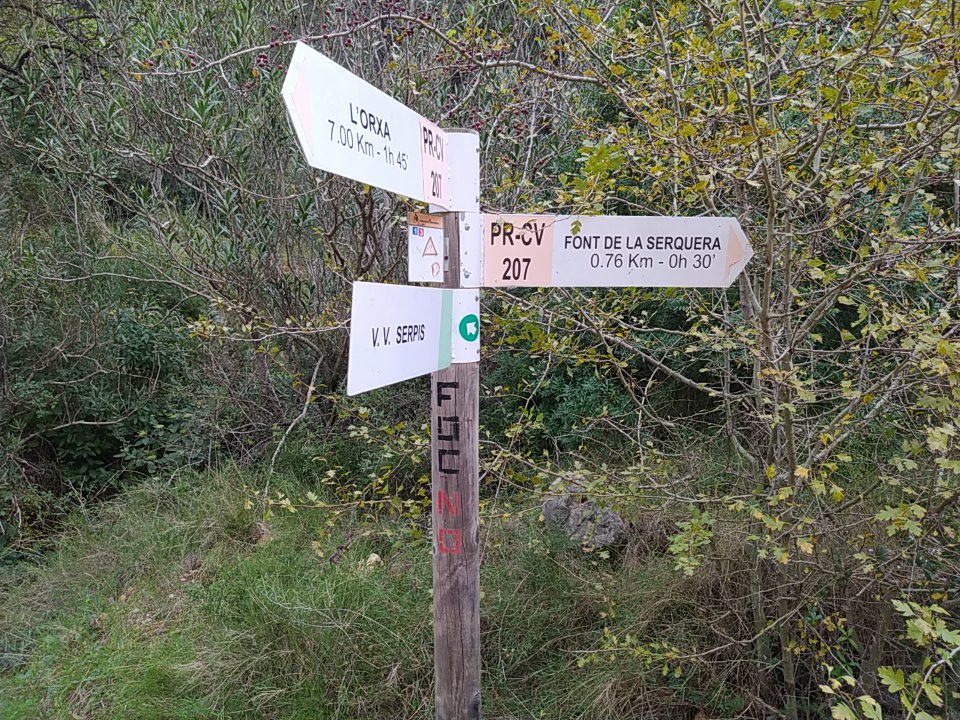 L'ORXA
7.00 Km - 1h 45'
PR-CV
207
PR-CV
207
FONT DE LA SERQUERA
0.76 Km - 0h 30'
V. V. SERPIS
F
C
NO